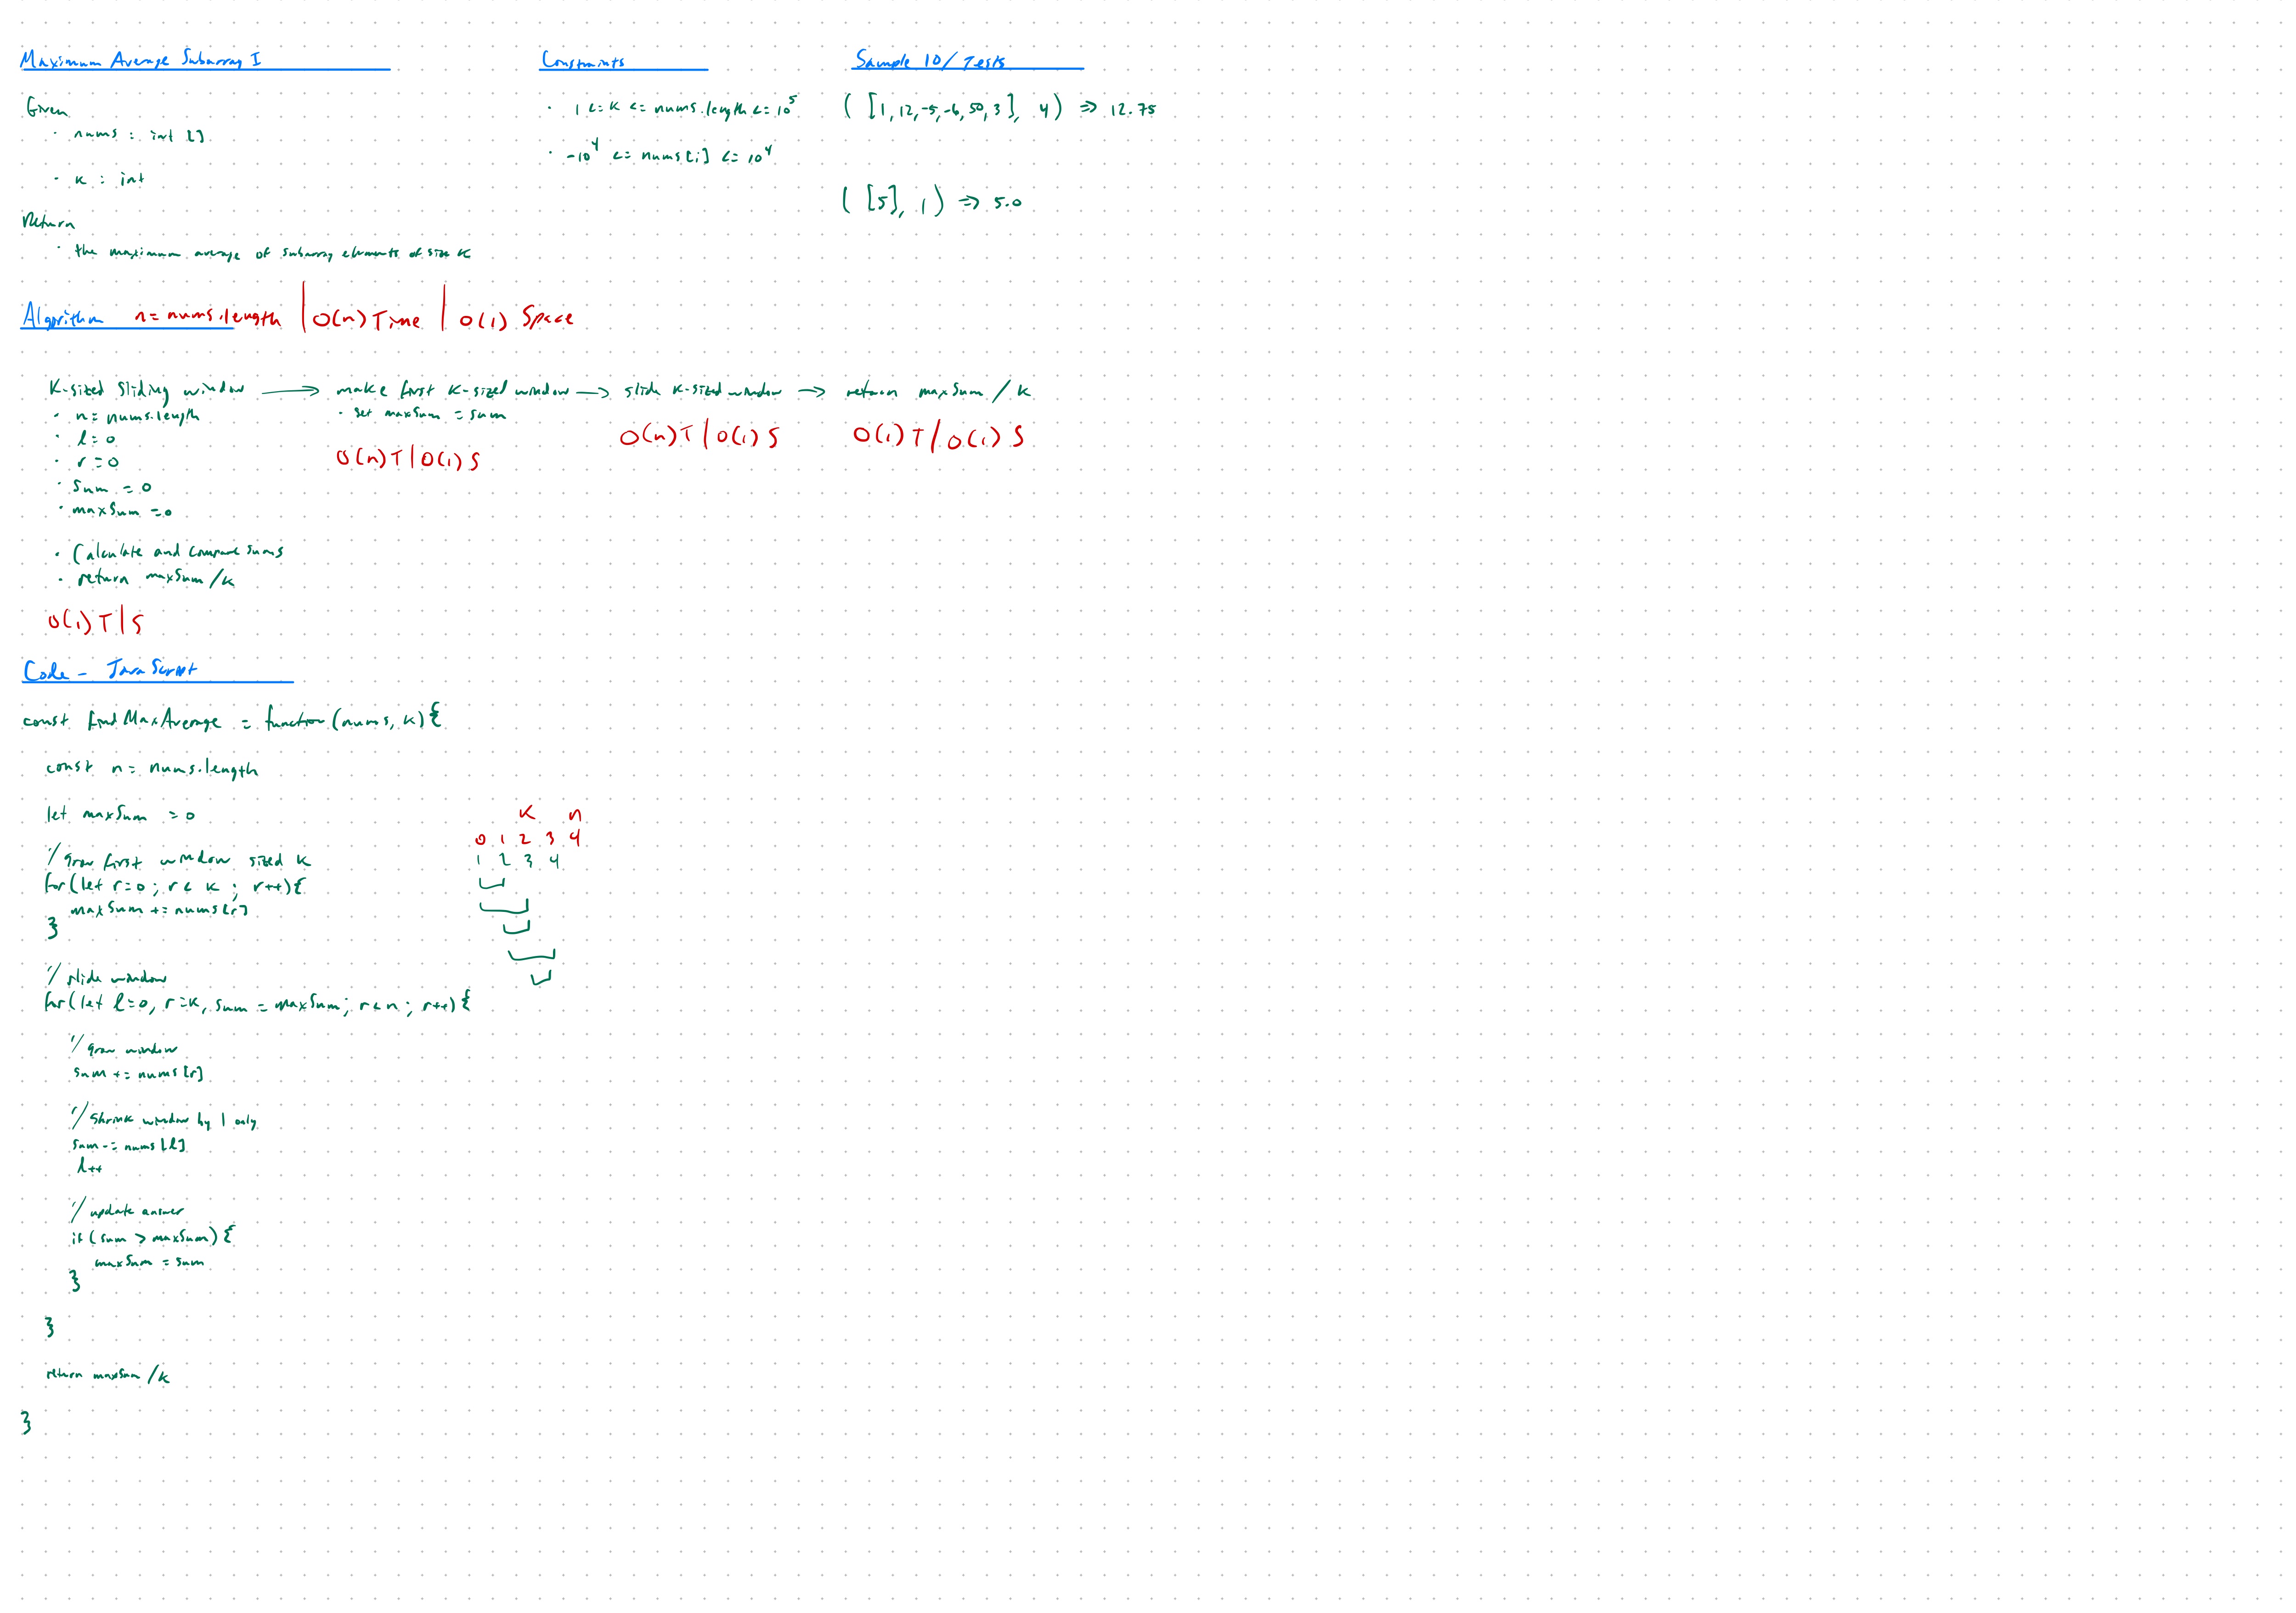 Maximum Average Subarray I
Given
· nums : int []
· k : int
Return
· the maximum average of subarray elements of size k
Constraints
· 1 <= k <= nums.length <= 10^5
· -10^4 <= nums[i] <= 10^4
Sample IO/Tests
( [1, 12, -5, -6, 50, 3], 4) => 12.75
( [5], 1) => 5.0
Algorithm n = nums.length | O(n) Time | O(1) Space
K-sized Sliding window → make first K-sized window → slide K-sized window → return maxSum / k
· n = nums.length
· l = 0
· r = 0
· Sum = 0
· maxSum = 0
· Calculate and compare sums
· return maxSum/k
O(1) T|S
· set maxSum = sum
O(n) T | O(1) S
O(n) T | O(1) S
O(1) T / O(1) S
Code - JavaScript
const findMaxAverage = function(nums, k){
const n = nums.length
let maxSum = 0
// grow first window sized k
for(let r=0; r < k; r++){
maxSum += nums[r]
}
// slide window
for(let l=0, r=k, sum = maxSum; r < n; r++){
// grow window
sum += nums[r]
// Shrink window by 1 only
sum -= nums[l]
l++
// update answer
if (sum > maxSum){
maxSum = sum
}
}
return maxSum/k
}
k n
0 1 2 3 4
1 2 3 4